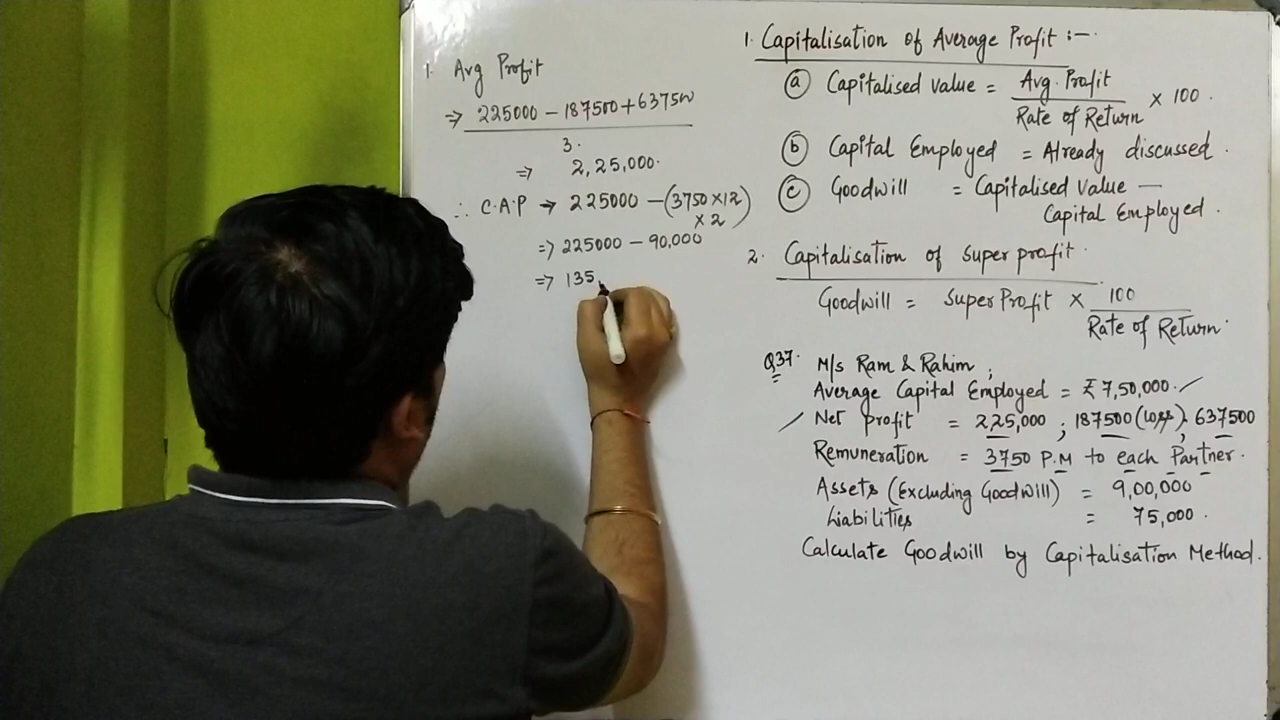 1. Avg Profit
⇒ 225000 − 187500 + 637500
3.
⇒ 2,25,000.
∴ C.A.P → 225000 − (3750 × 12)
× 2
⇒ 225000 − 90,000
⇒ 135,
1. Capitalisation of Average Profit :-
(a) Capitalised value = Avg. Profit
Rate of Return × 100.
(b) Capital Employed = Already discussed.
(c) Goodwill = Capitalised Value —
Capital Employed.
2. Capitalisation of Super profit.
Goodwill = Super Profit × 100
Rate of Return.
Q37. M/s Ram & Rahim ;
Average Capital Employed = ₹ 7,50,000.
Net profit = 225,000 ; 187500 (loss) ; 637500
Remuneration = 3750 P.M to each Partner.
Assets (Excluding Goodwill) = 9,00,000
Liabilities = 75,000.
Calculate Goodwill by Capitalisation Method.